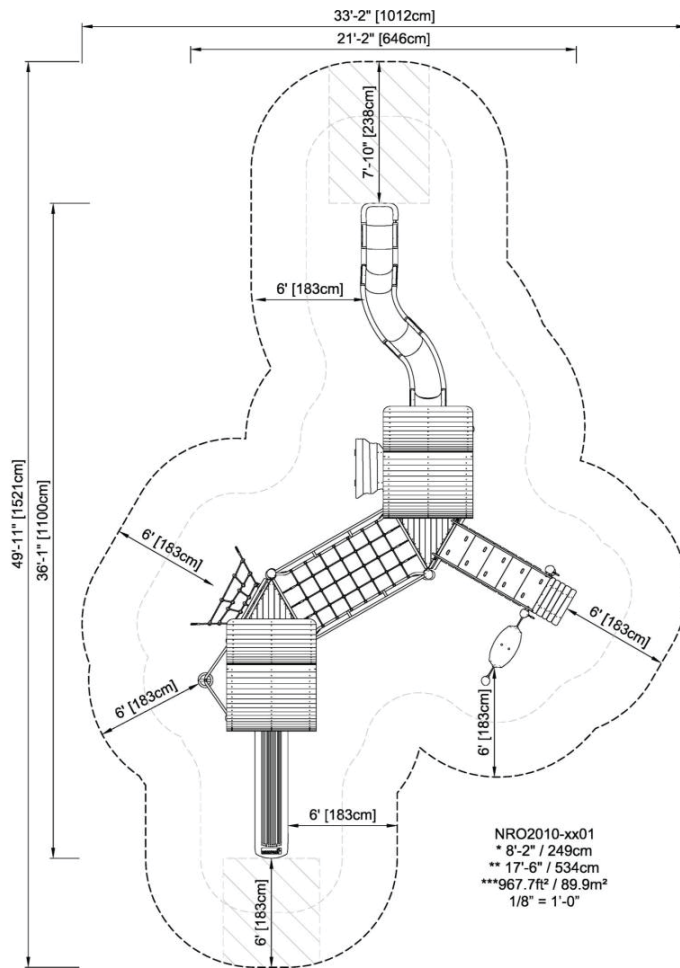 33'-2" [1012cm]
21'-2" [646cm]
7'-10" [238cm]
6' [183cm]
49'-11" [1521cm]
36'-1" [1100cm]
6' [183cm]
6' [183cm]
6' [183cm]
6' [183cm]
6' [183cm]
6' [183cm]
NRO2010-xx01
* 8'-2" / 249cm
** 17'-6" / 534cm
***967.7ft² / 89.9m²
1/8" = 1'-0"